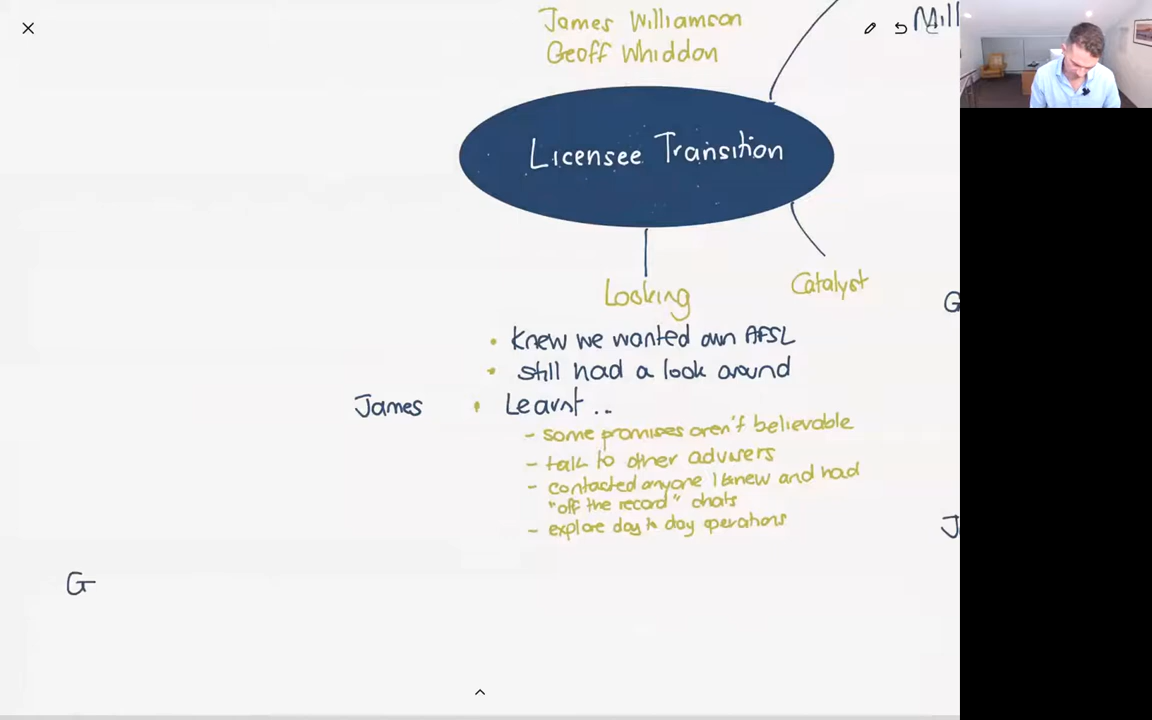 James Williamson
Geoff Whiddon
Mill
Licensee Transition
Looking
Catalyst
G
• Knew we wanted own AFSL
• still had a look around
James • Learnt ..
- some promises aren't believable
- talk to other advisers
- contacted anyone I knew and had
"off the record" chats
- explore day to day operations
J
G